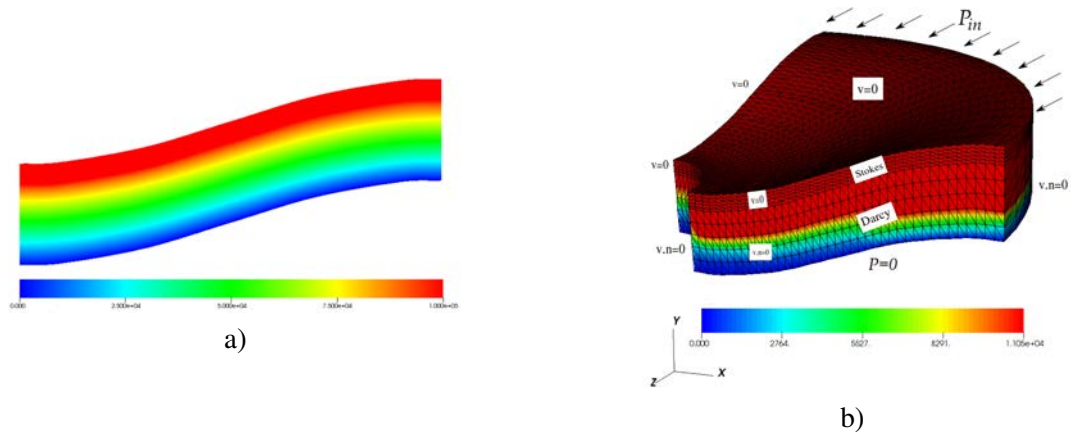 0.000 2.500e+04 5.000e+04 7.500e+04 1.000e+05
a)
P_in
v=0
v=0
v=0
Stokes
v=0
Darcy
v.n=0
v.n=0
v.n=0
P=0
0.000 2764. 5527. 8291. 1.105e+04
Y
X
Z
b)